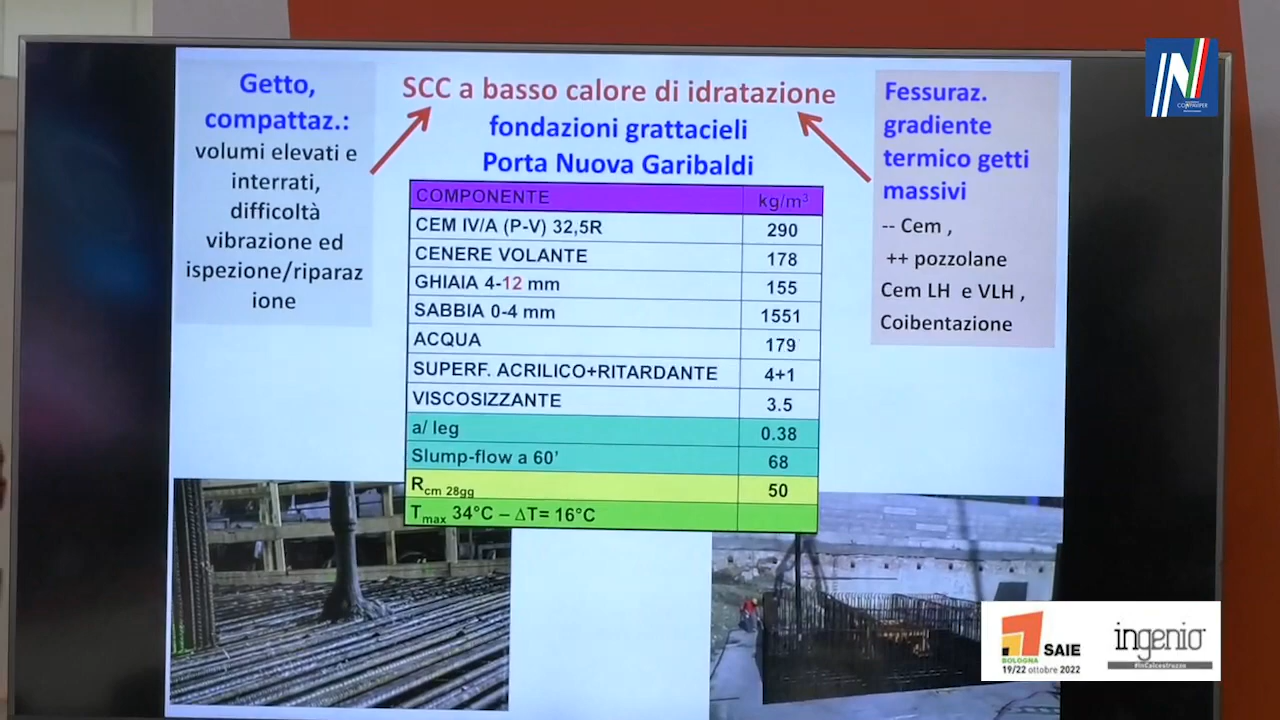 Getto,
compattaz.:
volumi elevati e
interrati,
difficoltà
vibrazione ed
ispezione/riparaz
ione
SCC a basso calore di idratazione
fondazioni grattacieli
Porta Nuova Garibaldi
COMPONENTE kg/m³
CEM IV/A (P-V) 32,5R 290
CENERE VOLANTE 178
GHIAIA 4-12 mm 155
SABBIA 0-4 mm 1551
ACQUA 179
SUPERF. ACRILICO+RITARDANTE 4+1
VISCOSIZZANTE 3.5
a/ leg 0.38
Slump-flow a 60’ 68
Rcm 28gg 50
Tmax 34°C – ΔT= 16°C
Fessuraz.
gradiente
termico getti
massivi
-- Cem ,
++ pozzolane
Cem LH e VLH ,
Coibentazione
IN
CONPAVIPER
SAIE
BOLOGNA
19/22 ottobre 2022
ingenio
#InCalcestruzzo